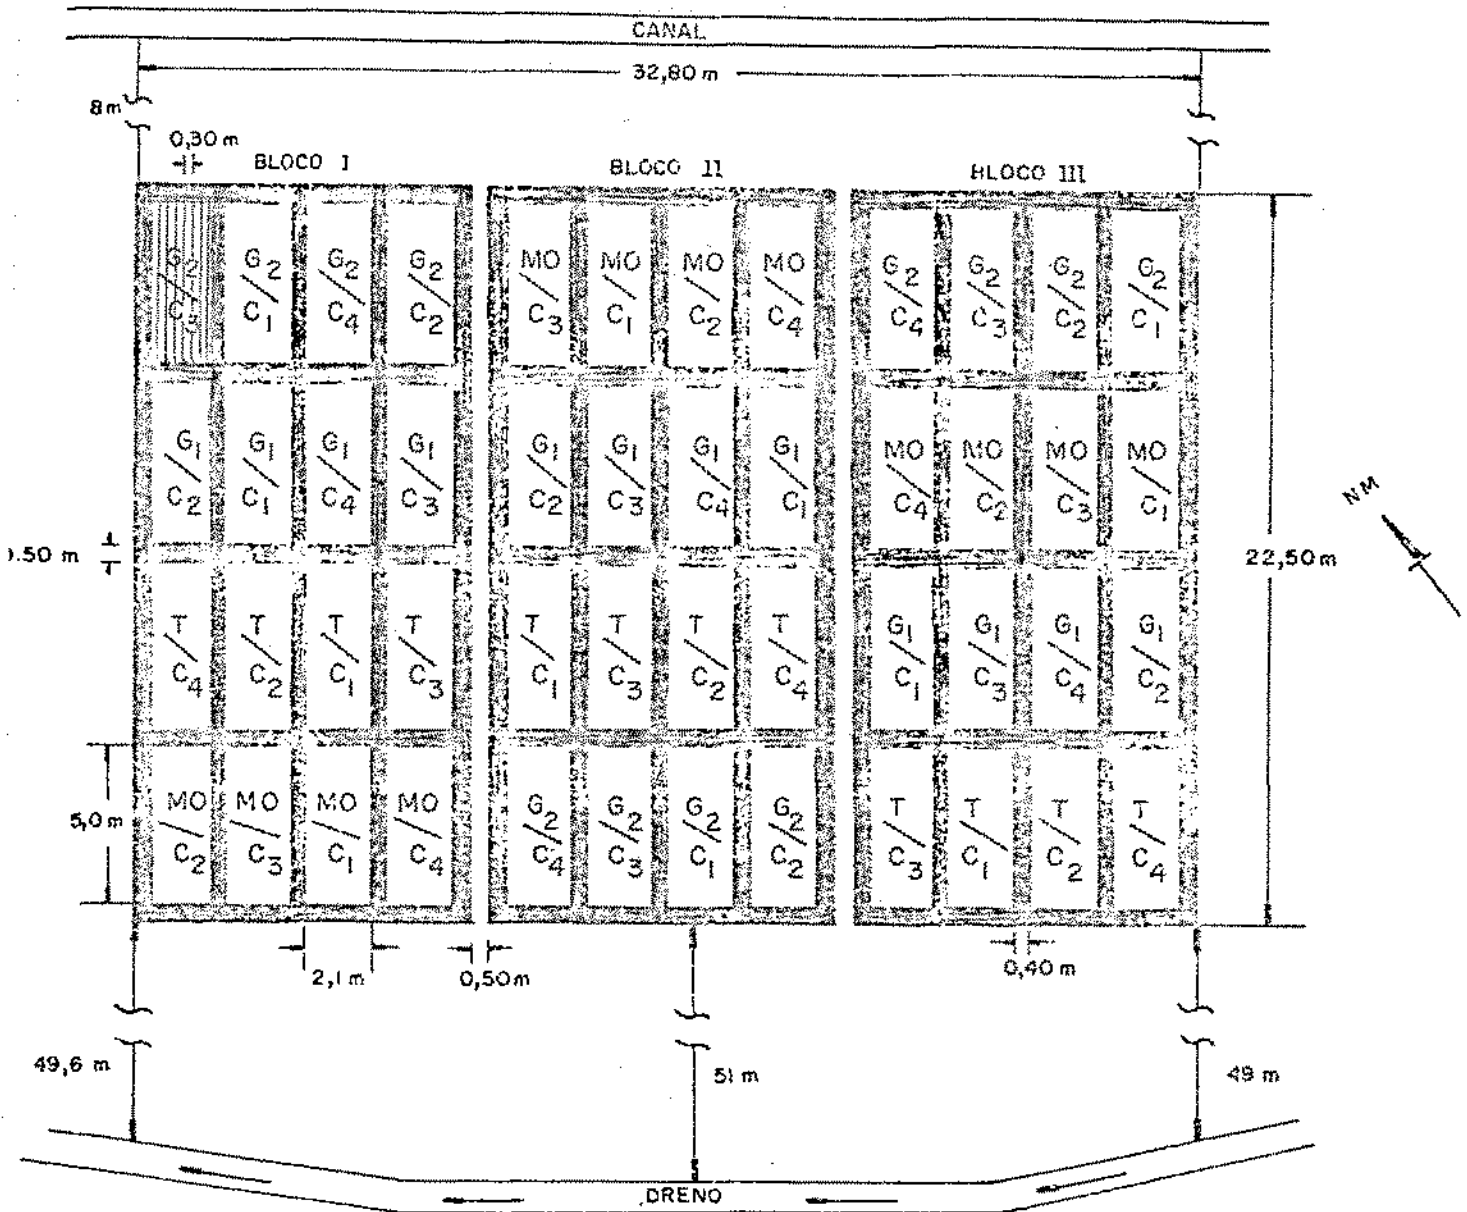 CANAL
32,80 m
8m
0,30 m
BLOCO I
BLOCO II
BLOCO III
G2/C3 G2/C1 G2/C4 G2/C2
MO/C3 MO/C1 MO/C2 MO/C4
G2/C4 G2/C3 G2/C2 G2/C1
G1/C2 G1/C1 G1/C4 G1/C3
G1/C2 G1/C3 G1/C4 G1/C1
MO/C4 MO/C2 MO/C3 MO/C1
NM
0.50 m
22,50 m
T/C4 T/C2 T/C1 T/C3
T/C1 T/C3 T/C2 T/C4
G1/C1 G1/C3 G1/C4 G1/C2
5,0 m
MO/C2 MO/C3 MO/C1 MO/C4
G2/C4 G2/C3 G2/C1 G2/C2
T/C3 T/C1 T/C2 T/C4
2,1 m
0,50 m
0,40 m
49,6 m
51 m
49 m
DRENO